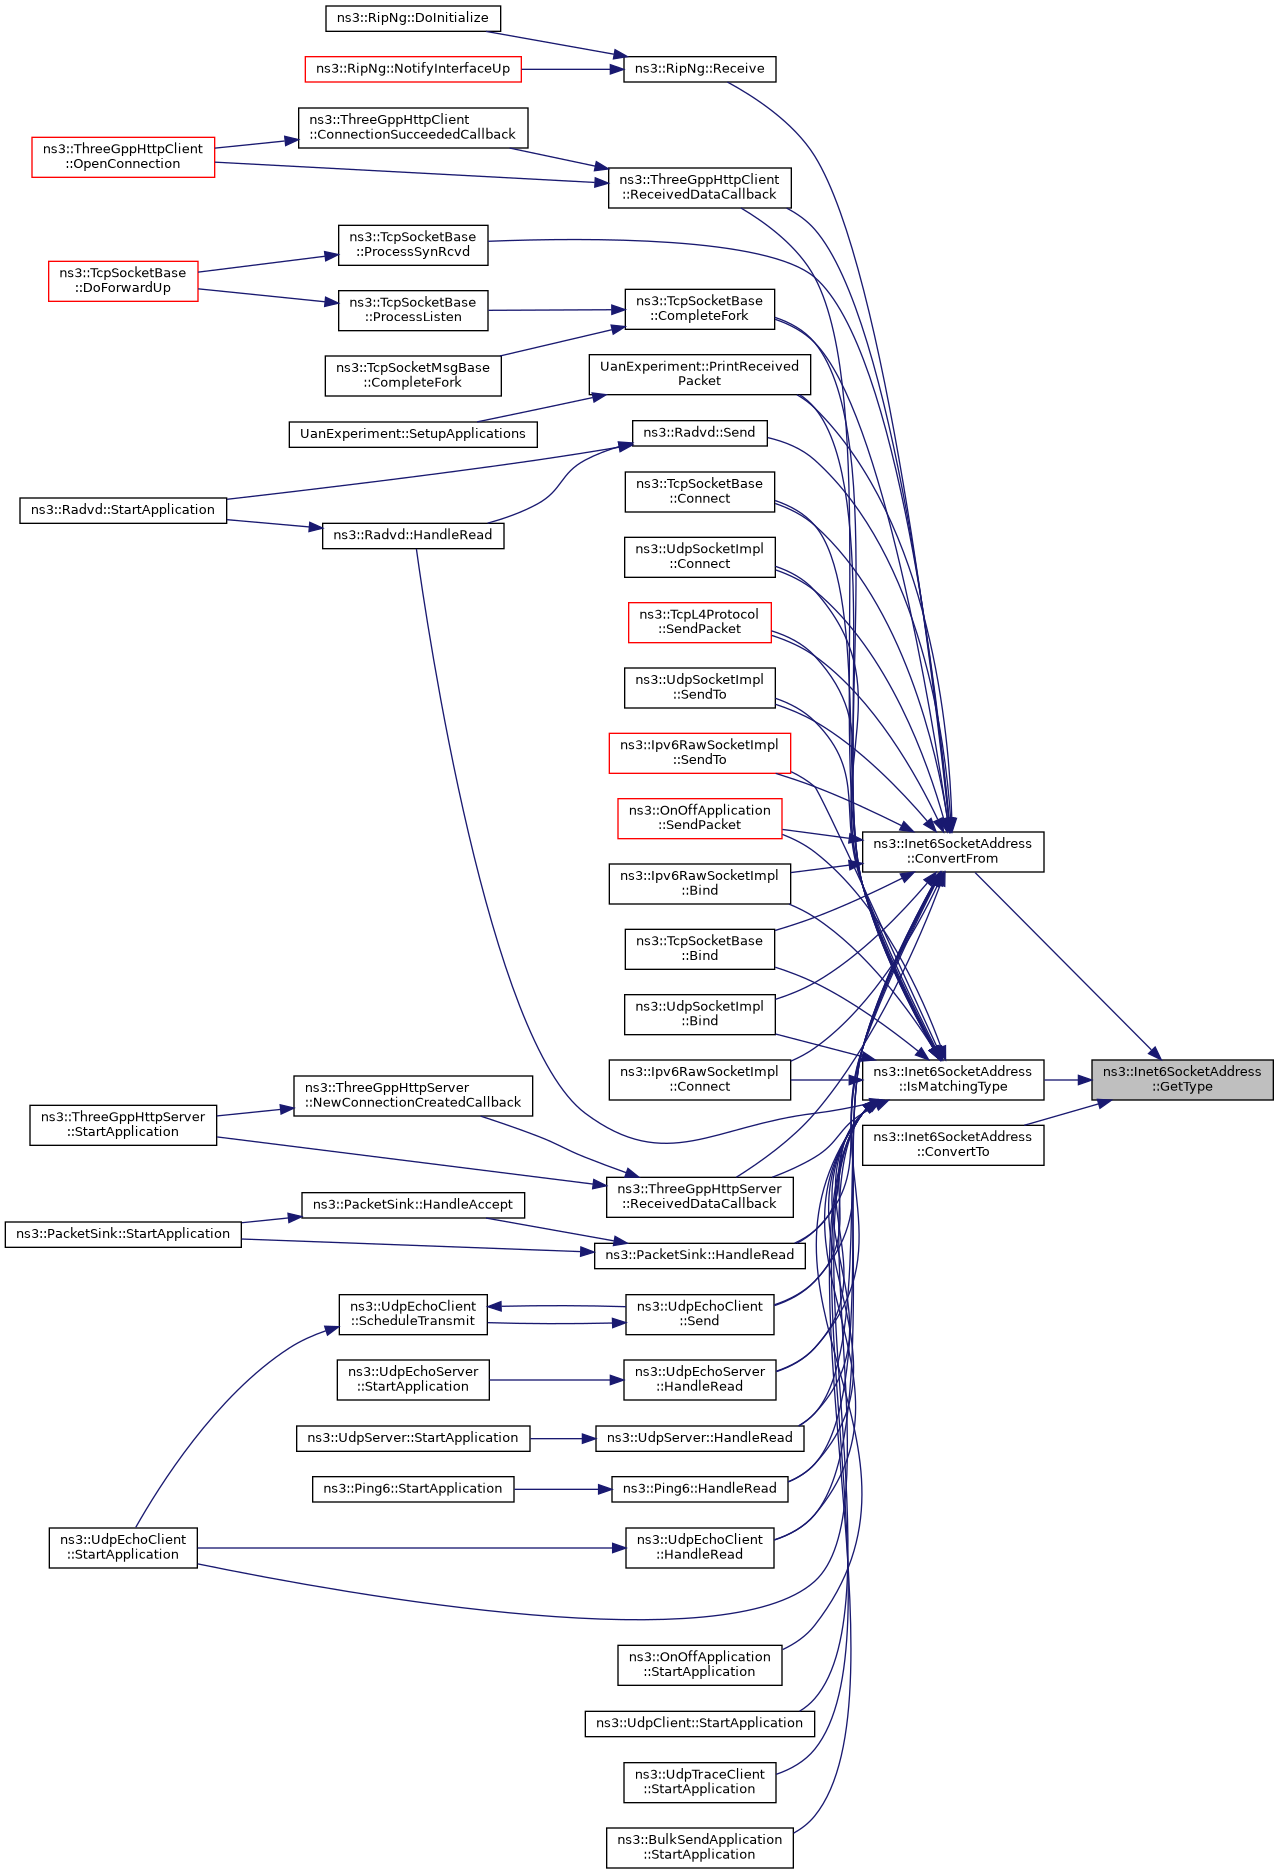 ns3::RipNg::DoInitialize
ns3::RipNg::NotifyInterfaceUp
ns3::RipNg::Receive
ns3::ThreeGppHttpClient
::ConnectionSucceededCallback
ns3::ThreeGppHttpClient
::OpenConnection
ns3::ThreeGppHttpClient
::ReceivedDataCallback
ns3::TcpSocketBase
::ProcessSynRcvd
ns3::TcpSocketBase
::DoForwardUp
ns3::TcpSocketBase
::ProcessListen
ns3::TcpSocketBase
::CompleteFork
ns3::TcpSocketMsgBase
::CompleteFork
UanExperiment::PrintReceived
Packet
UanExperiment::SetupApplications
ns3::Radvd::Send
ns3::TcpSocketBase
::Connect
ns3::Radvd::StartApplication
ns3::Radvd::HandleRead
ns3::UdpSocketImpl
::Connect
ns3::TcpL4Protocol
::SendPacket
ns3::UdpSocketImpl
::SendTo
ns3::Ipv6RawSocketImpl
::SendTo
ns3::OnOffApplication
::SendPacket
ns3::Inet6SocketAddress
::ConvertFrom
ns3::Ipv6RawSocketImpl
::Bind
ns3::TcpSocketBase
::Bind
ns3::UdpSocketImpl
::Bind
ns3::Ipv6RawSocketImpl
::Connect
ns3::Inet6SocketAddress
::IsMatchingType
ns3::Inet6SocketAddress
::GetType
ns3::Inet6SocketAddress
::ConvertTo
ns3::ThreeGppHttpServer
::NewConnectionCreatedCallback
ns3::ThreeGppHttpServer
::StartApplication
ns3::ThreeGppHttpServer
::ReceivedDataCallback
ns3::PacketSink::HandleAccept
ns3::PacketSink::StartApplication
ns3::PacketSink::HandleRead
ns3::UdpEchoClient
::ScheduleTransmit
ns3::UdpEchoClient
::Send
ns3::UdpEchoServer
::StartApplication
ns3::UdpEchoServer
::HandleRead
ns3::UdpServer::StartApplication
ns3::UdpServer::HandleRead
ns3::Ping6::StartApplication
ns3::Ping6::HandleRead
ns3::UdpEchoClient
::StartApplication
ns3::UdpEchoClient
::HandleRead
ns3::OnOffApplication
::StartApplication
ns3::UdpClient::StartApplication
ns3::UdpTraceClient
::StartApplication
ns3::BulkSendApplication
::StartApplication